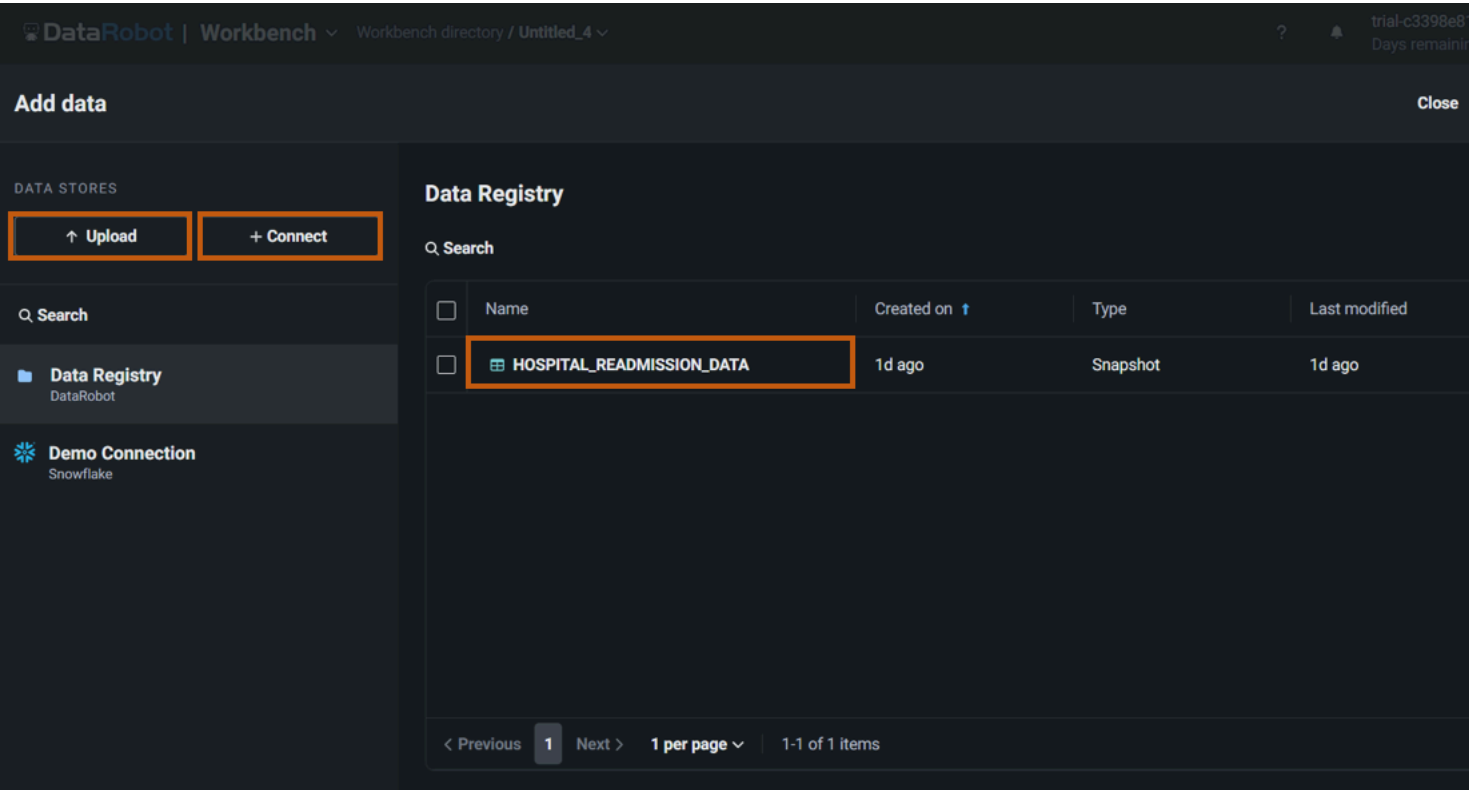 DataRobot | Workbench Workbench directory / Untitled_4
?
trial-c3398e81
Days remainin
Add data
Close
DATA STORES
Upload
+ Connect
Search
Data Registry
DataRobot
Demo Connection
Snowflake
Data Registry
Search
Name Created on Type Last modified
HOSPITAL_READMISSION_DATA 1d ago Snapshot 1d ago
< Previous 1 Next > 1 per page 1-1 of 1 items